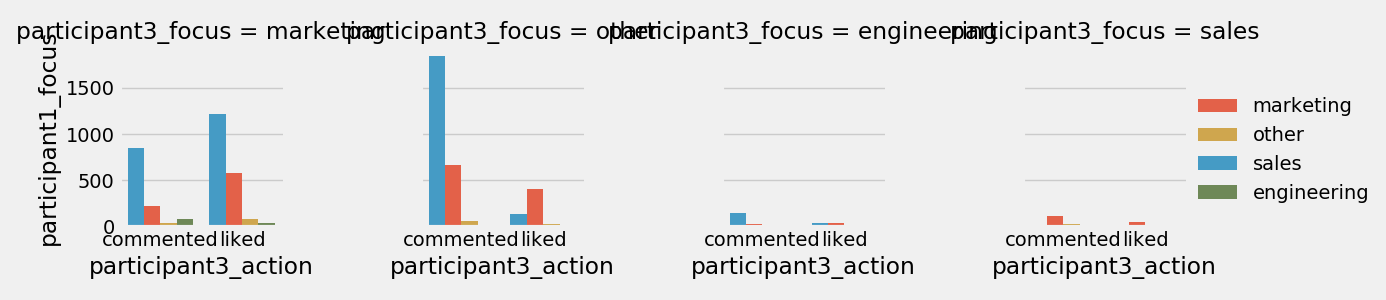 participant3_focus = marketing
participant3_focus = other
participant3_focus = engineering
participant3_focus = sales
participant1_focus
1500
1000
500
0
commented liked
commented liked
commented liked
commented liked
participant3_action
participant3_action
participant3_action
participant3_action
marketing
other
sales
engineering